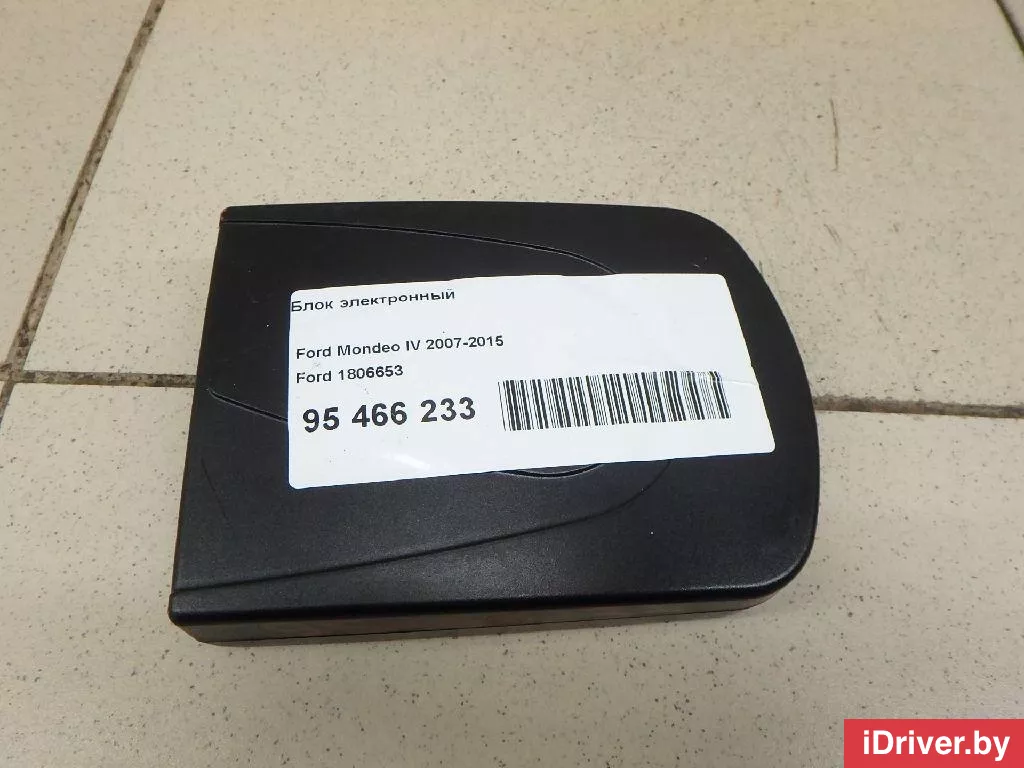 Блок электронный
Ford Mondeo IV 2007-2015
Ford 1806653
95 466 233
iDriver.by